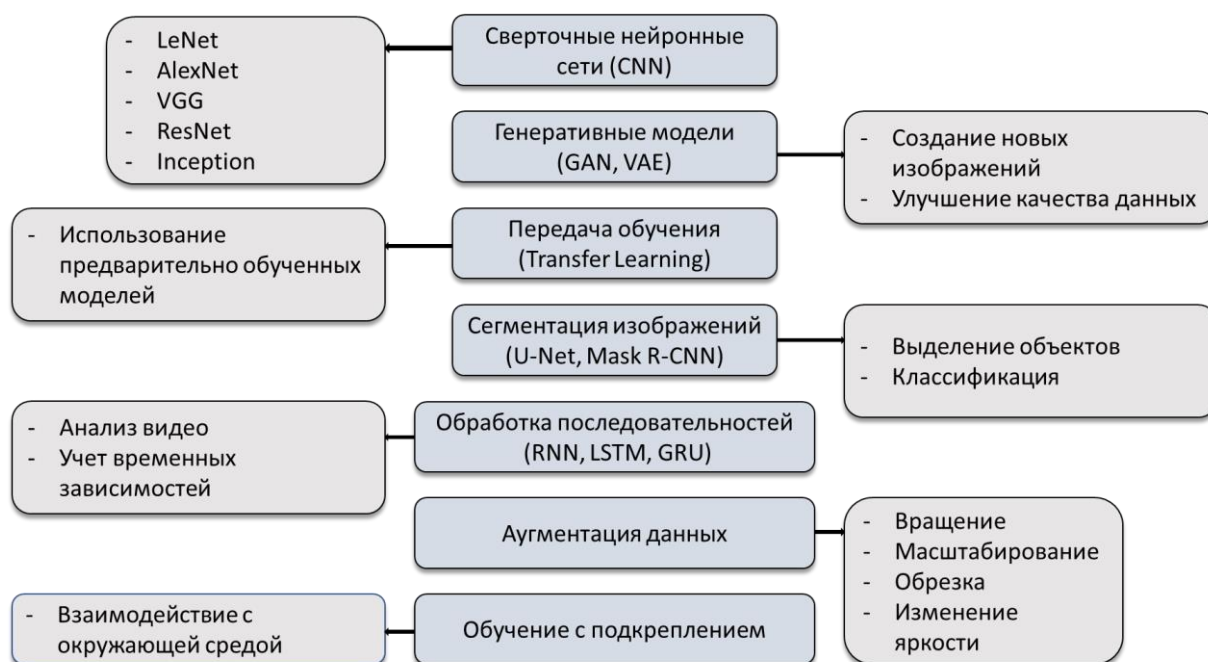 - LeNet
- AlexNet
- VGG
- ResNet
- Inception
Сверточные нейронные
сети (CNN)
Генеративные модели
(GAN, VAE)
- Создание новых
изображений
- Улучшение качества данных
- Использование
предварительно обученных
моделей
Передача обучения
(Transfer Learning)
Сегментация изображений
(U-Net, Mask R-CNN)
- Выделение объектов
- Классификация
- Анализ видео
- Учет временных
зависимостей
Обработка последовательностей
(RNN, LSTM, GRU)
Аугментация данных
- Вращение
- Масштабирование
- Обрезка
- Изменение
яркости
- Взаимодействие с
окружающей средой
Обучение с подкреплением